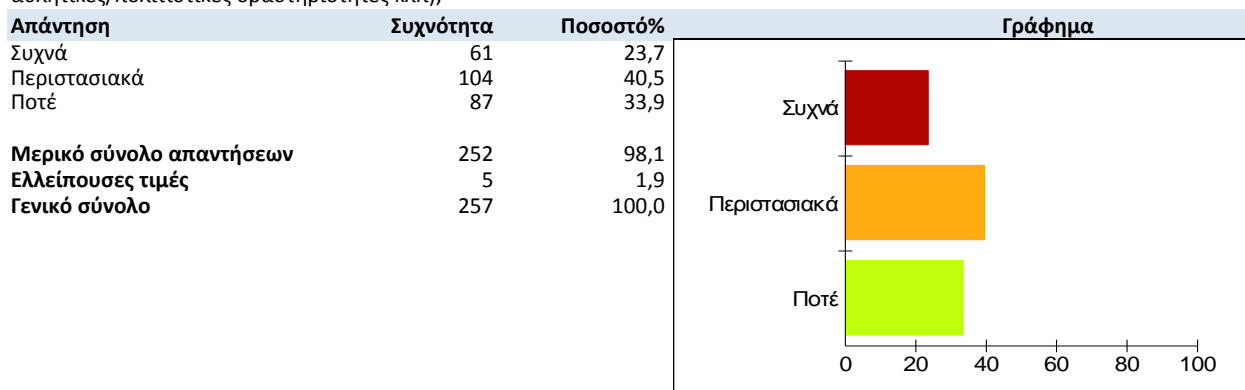 Απάντηση Συχνότητα Ποσοστό% Γράφημα
Συχνά 61 23,7
Περιστασιακά 104 40,5
Ποτέ 87 33,9
Μερικό σύνολο απαντήσεων 252 98,1
Ελλείπουσες τιμές 5 1,9
Γενικό σύνολο 257 100,0
Συχνά
Περιστασιακά
Ποτέ
0 20 40 60 80 100